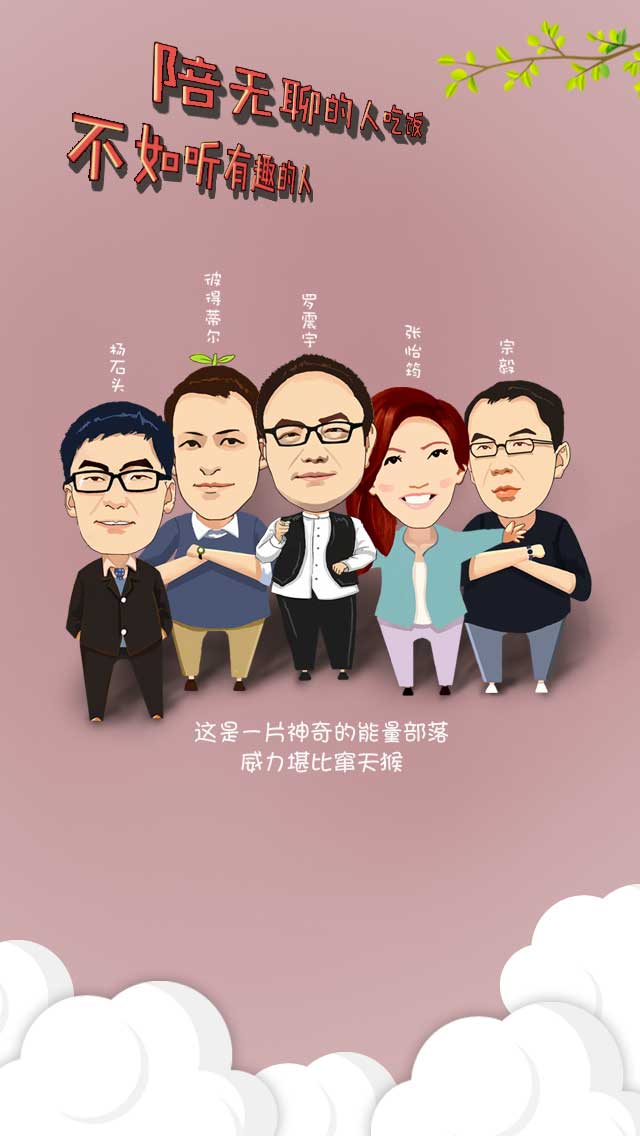 陪无聊的人吃饭
不如听有趣的人
杨石头
彼得蒂尔
罗震宇
张怡筠
宗毅
这是一片神奇的能量部落
威力堪比窜天猴